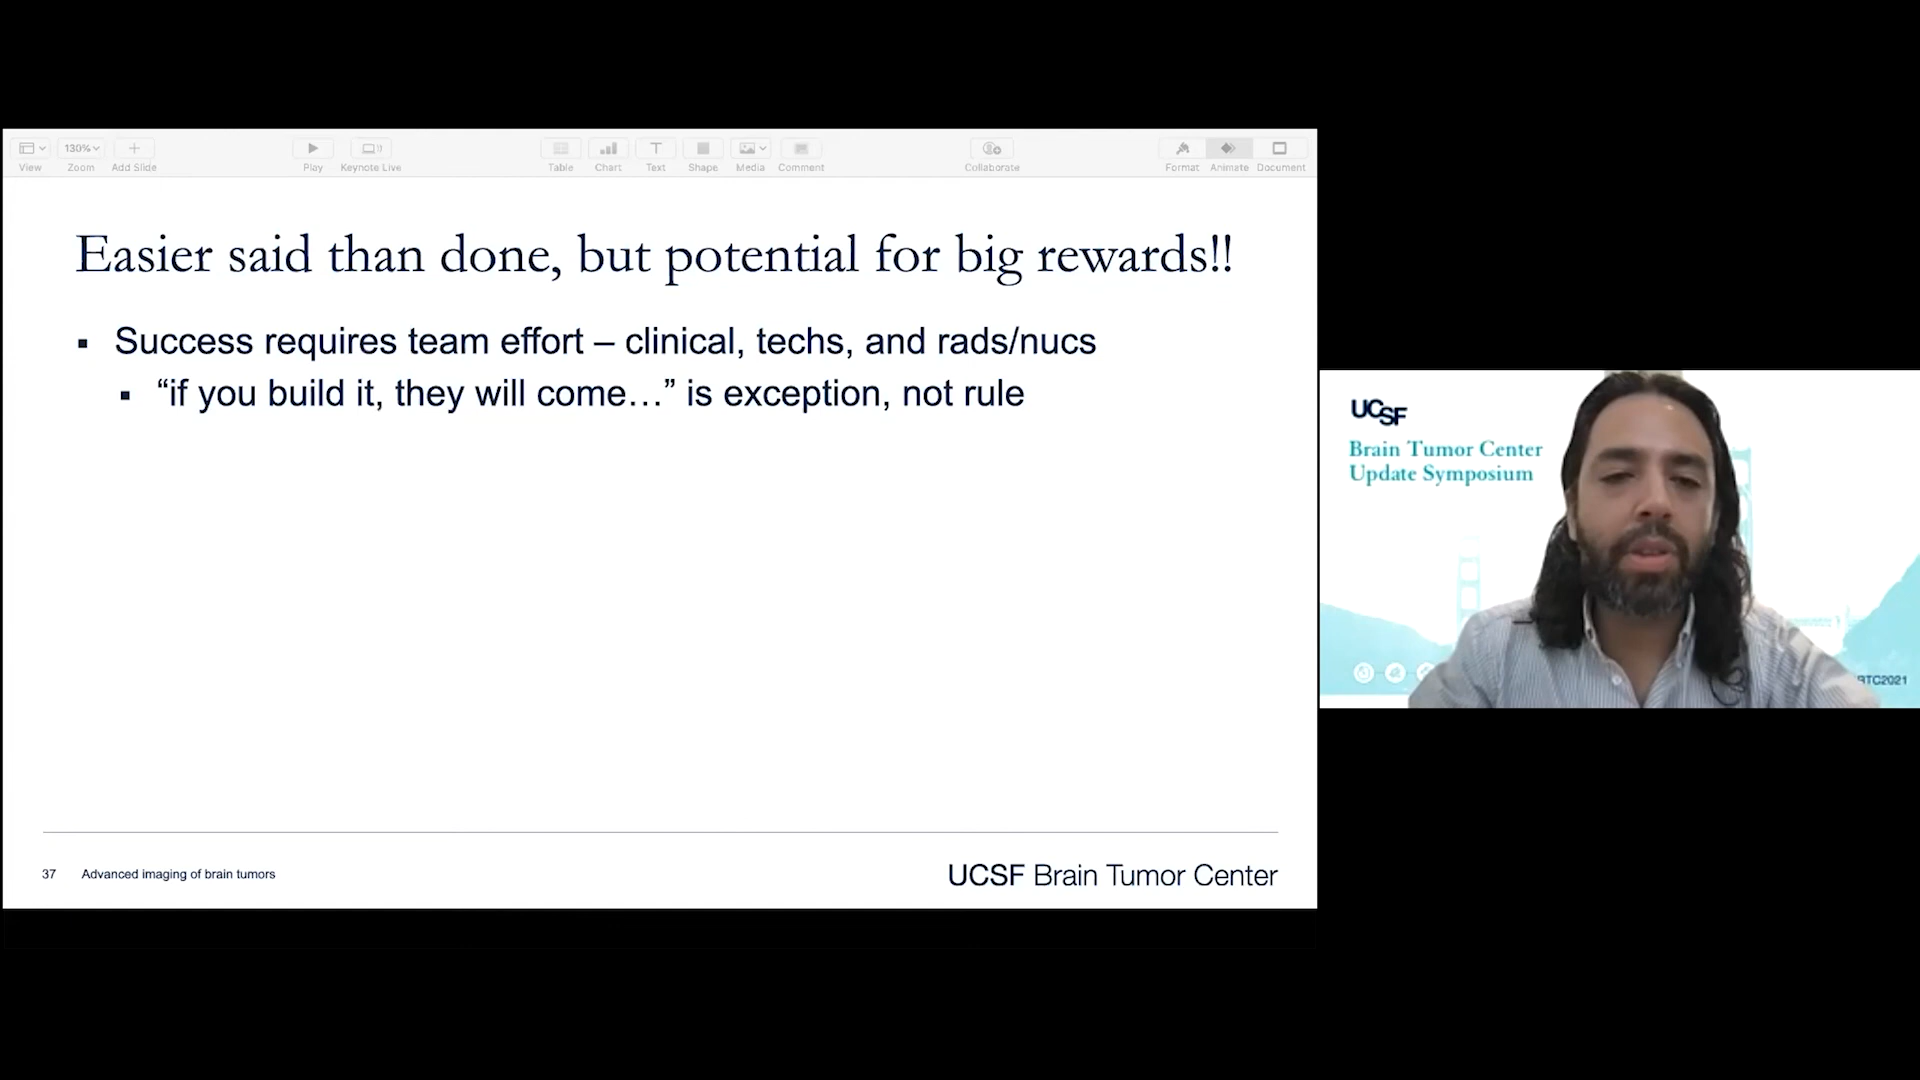 View
130%
Zoom
Add Slide
Play
Keynote Live
Table
Chart
Text
Shape
Media
Comment
Collaborate
Format
Animate
Document
Easier said than done, but potential for big rewards!!
▪ Success requires team effort – clinical, techs, and rads/nucs
▪ “if you build it, they will come…” is exception, not rule
37 Advanced imaging of brain tumors
UCSF Brain Tumor Center
UCSF
Brain Tumor Center
Update Symposium
BTC2021